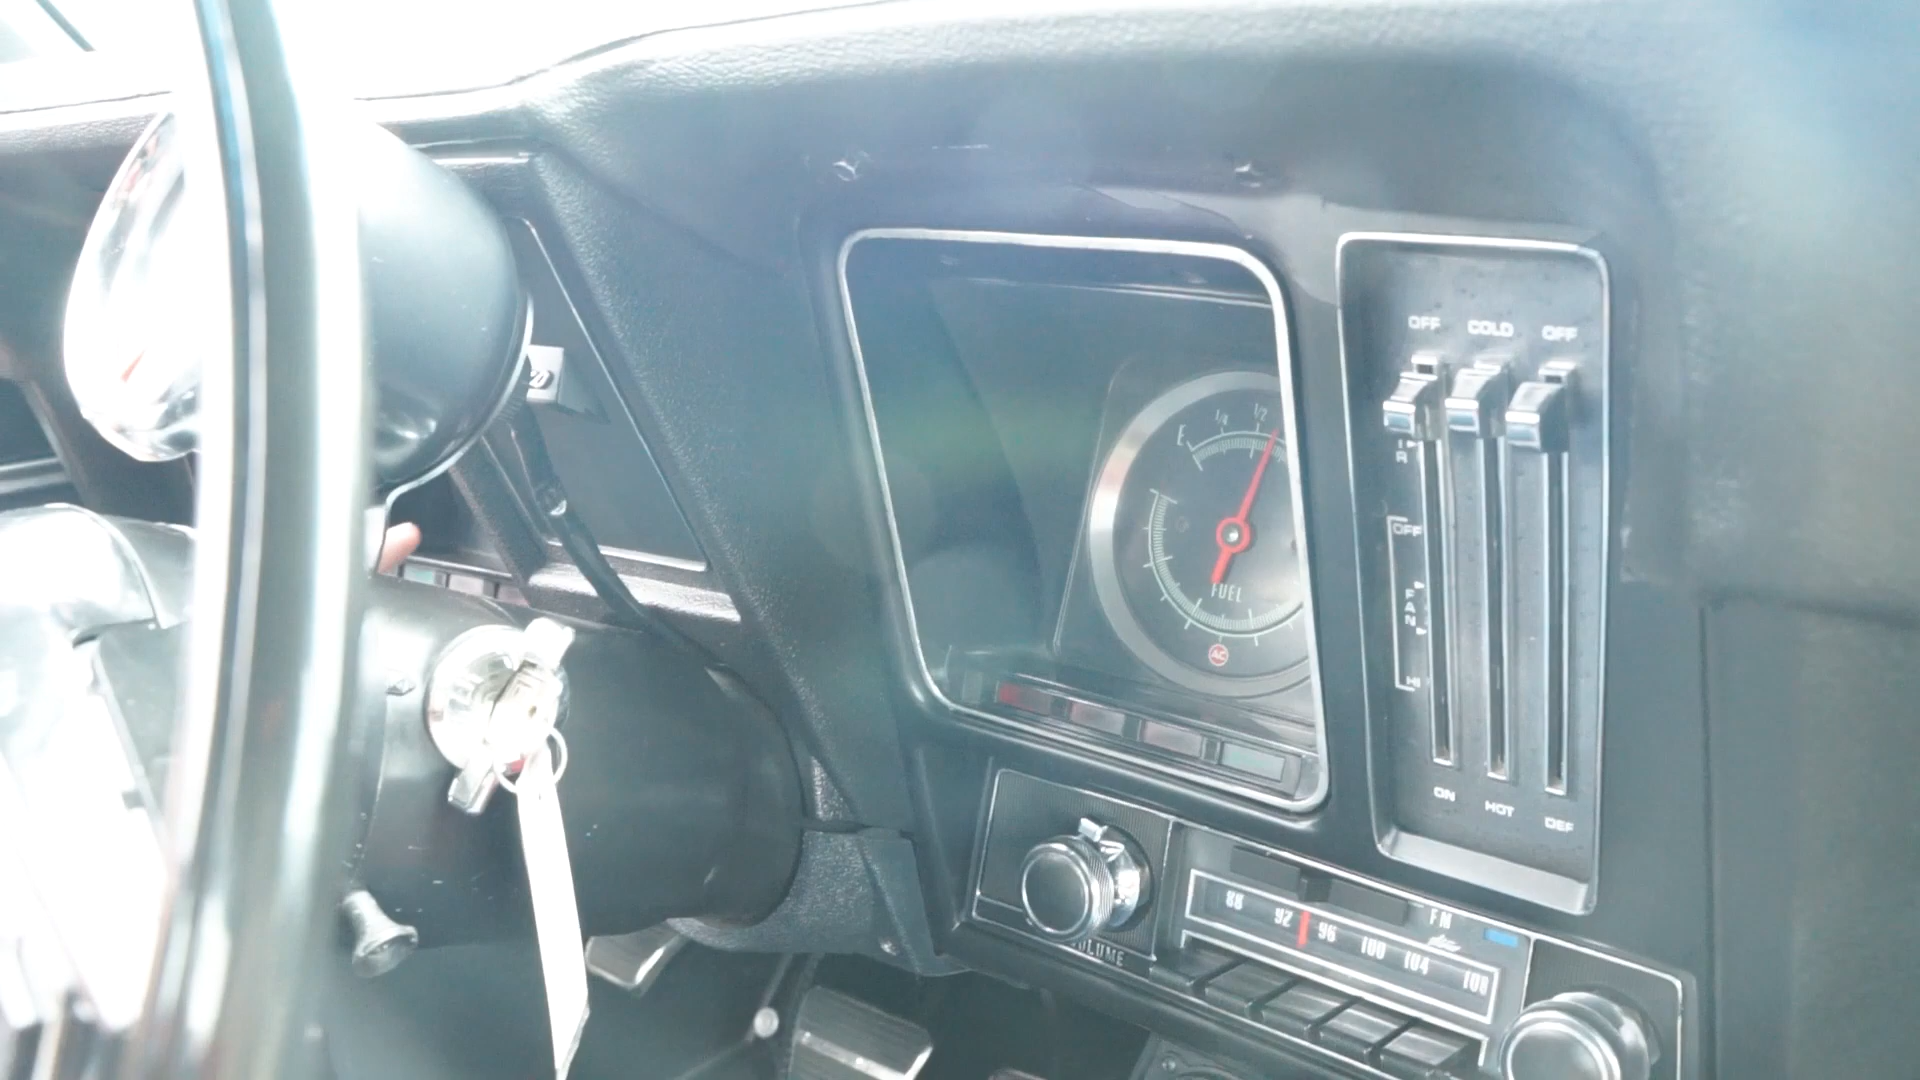 OFF COLD OFF
E 1/4 1/2
FUEL
AC
OFF
FAN
HI
ON HOT DEF
FM
88 92 96 100 104 108